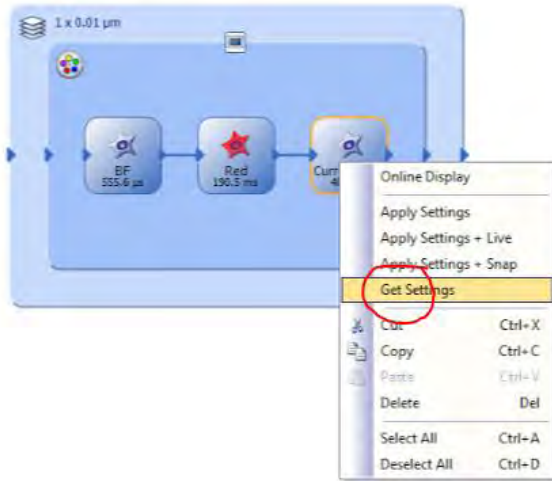 1 x 0.01 µm
BF
555.6 µs
Red
190.5 ms
Curr
Online Display
Apply Settings
Apply Settings + Live
Apply Settings + Snap
Get Settings
Cut Ctrl+X
Copy Ctrl+C
Paste Ctrl+V
Delete Del
Select All Ctrl+A
Deselect All Ctrl+D